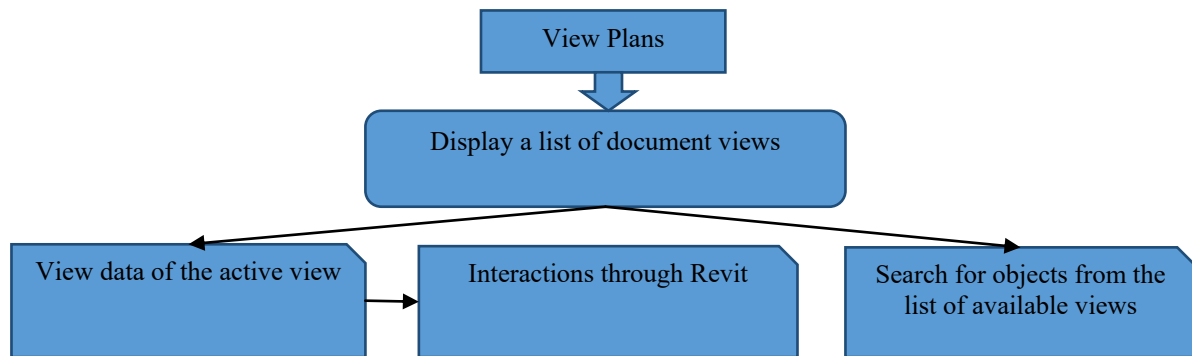 View Plans
Display a list of document views
View data of the active view
Interactions through Revit
Search for objects from the
list of available views